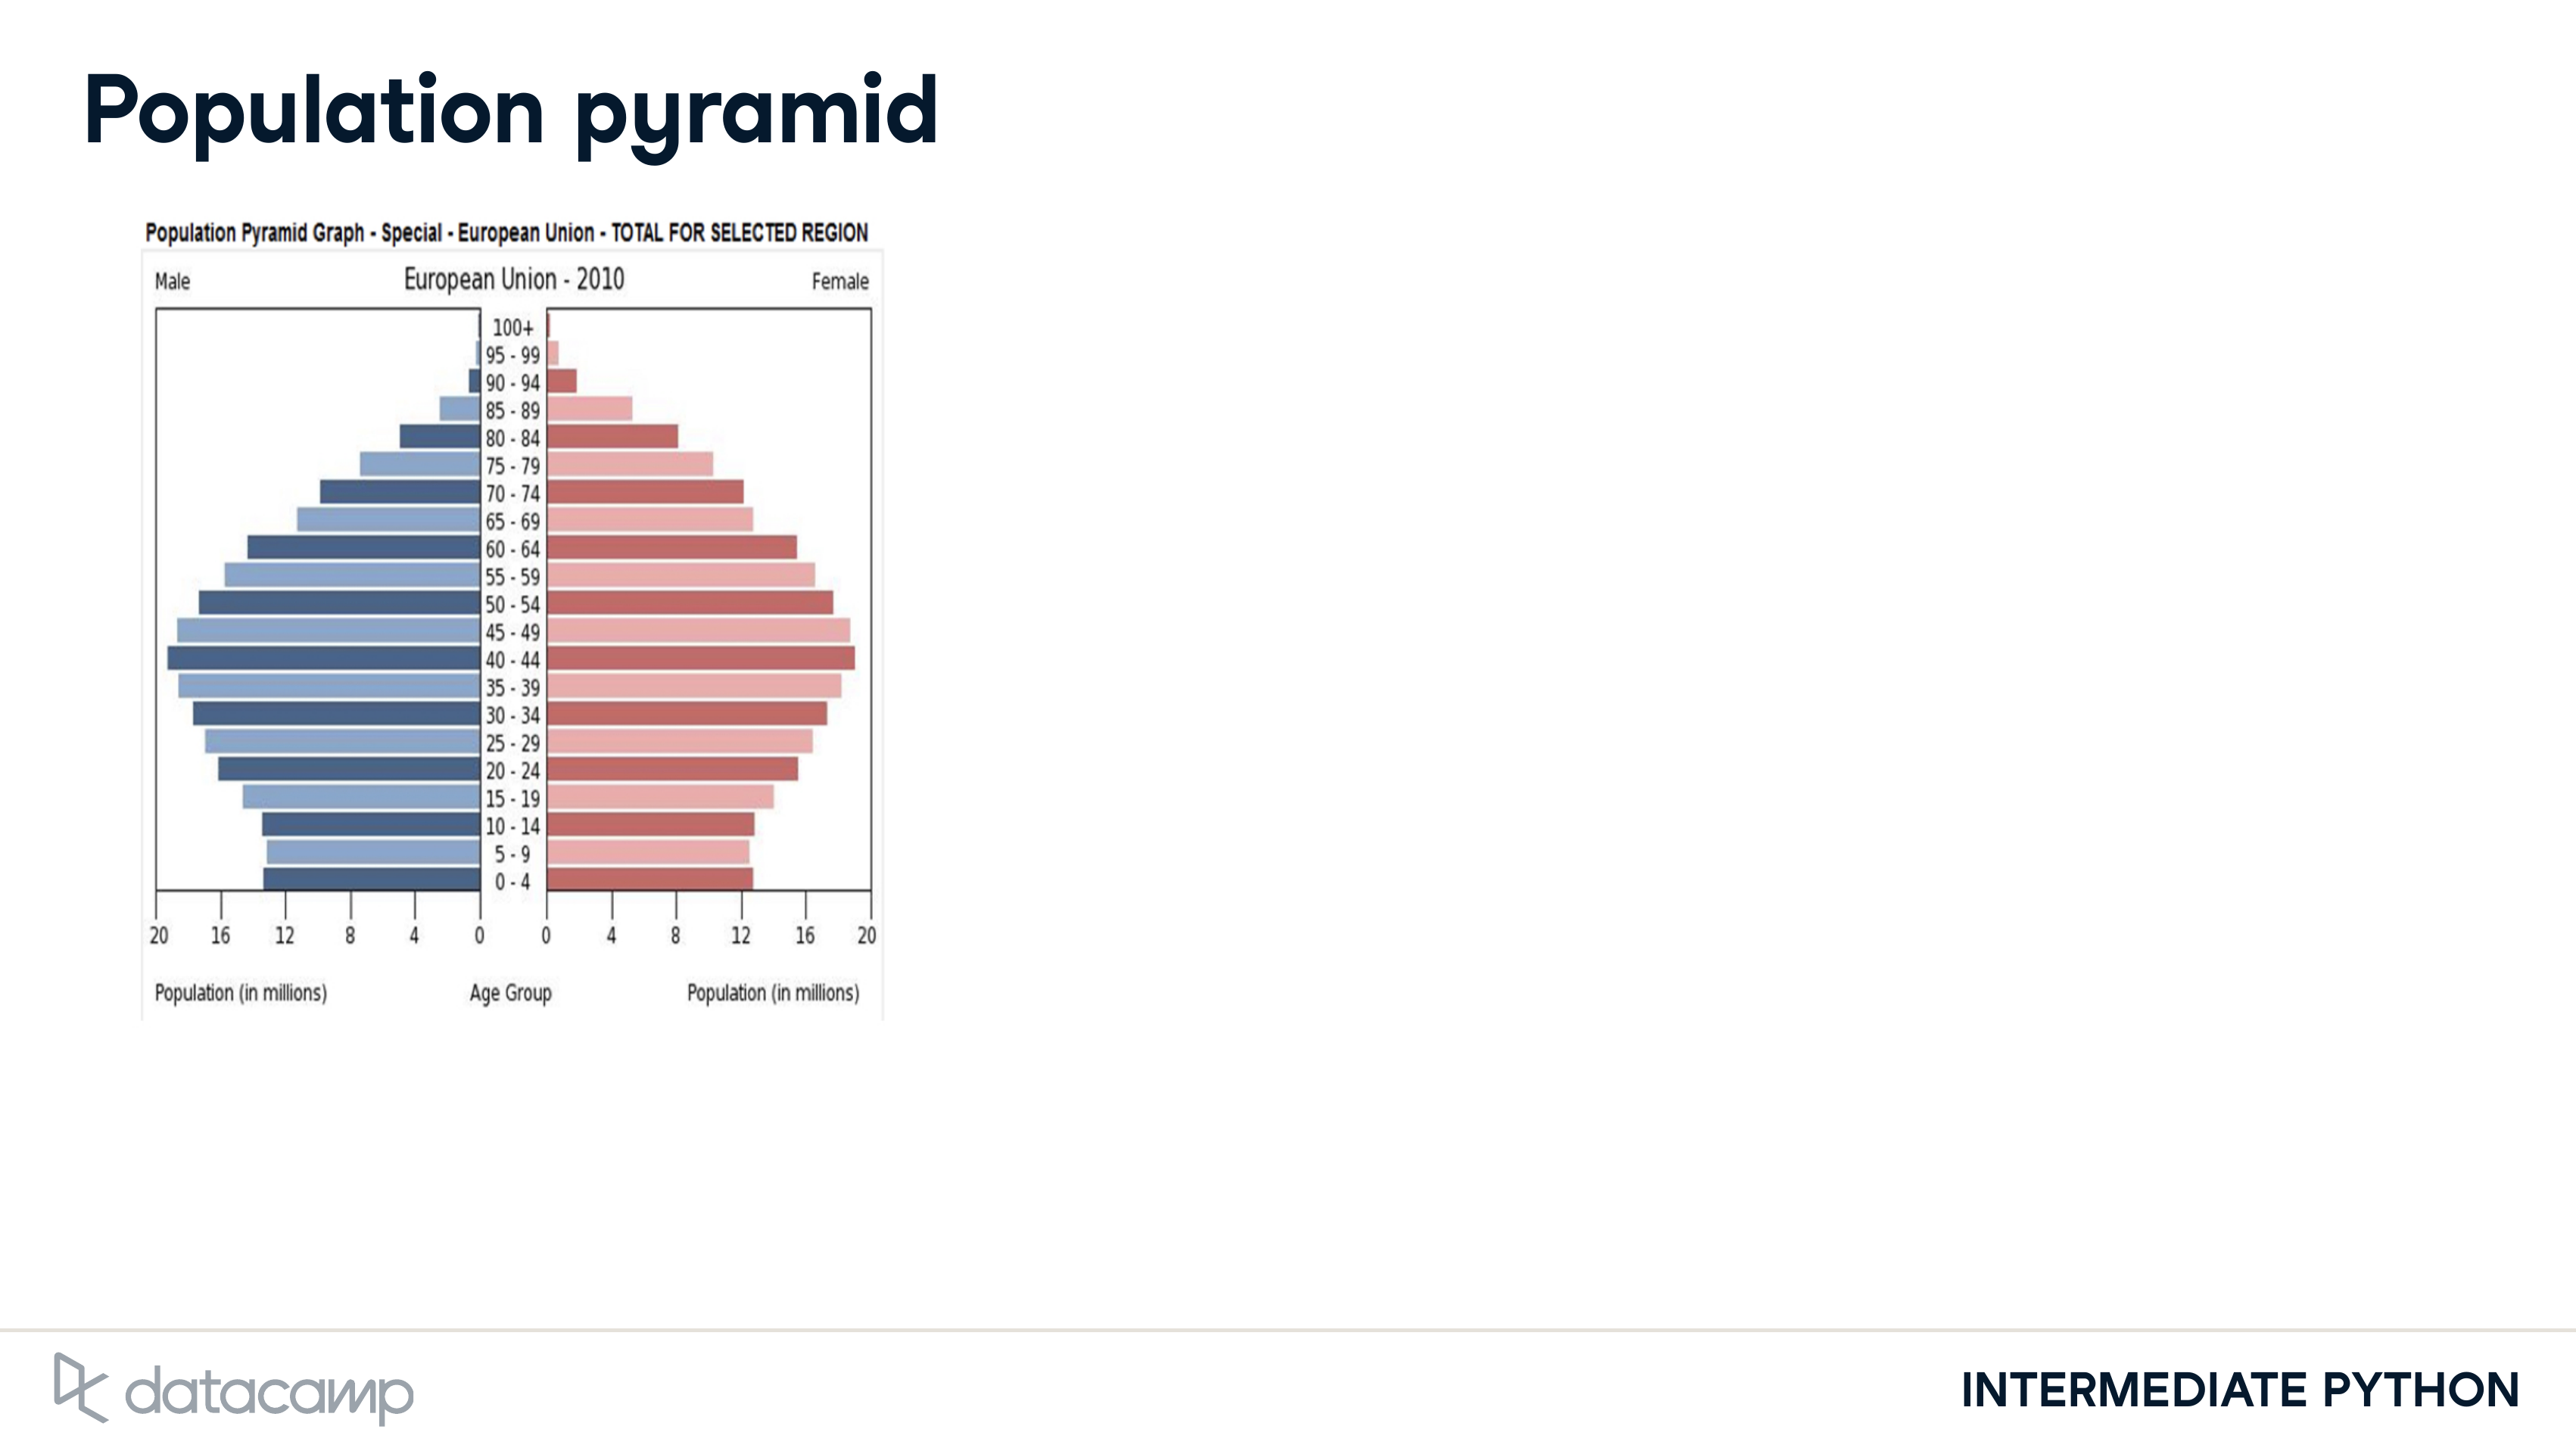 Population pyramid
Population Pyramid Graph - Special - European Union - TOTAL FOR SELECTED REGION
Male European Union - 2010 Female
100+
95 - 99
90 - 94
85 - 89
80 - 84
75 - 79
70 - 74
65 - 69
60 - 64
55 - 59
50 - 54
45 - 49
40 - 44
35 - 39
30 - 34
25 - 29
20 - 24
15 - 19
10 - 14
5 - 9
0 - 4
20 16 12 8 4 0 0 4 8 12 16 20
Population (in millions) Age Group Population (in millions)
datacamp INTERMEDIATE PYTHON